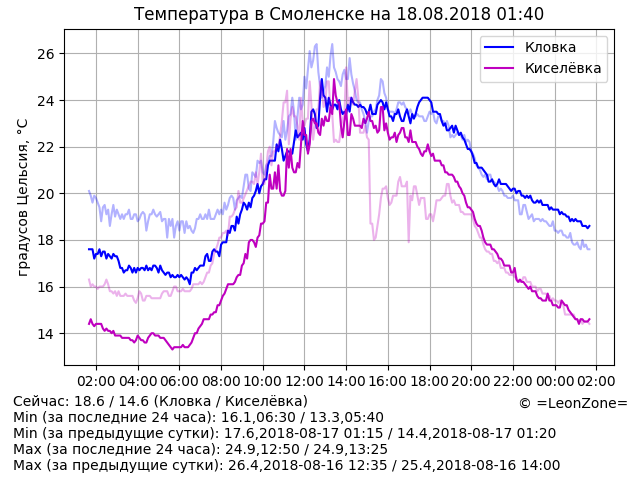 Температура в Смоленске на 18.08.2018 01:40
Кловка
Киселёвка
градусов Цельсия, °C
26
24
22
20
18
16
14
02:00 04:00 06:00 08:00 10:00 12:00 14:00 16:00 18:00 20:00 22:00 00:00 02:00
Сейчас: 18.6 / 14.6 (Кловка / Киселёвка)
© =LeonZone=
Min (за последние 24 часа): 16.1,06:30 / 13.3,05:40
Min (за предыдущие сутки): 17.6,2018-08-17 01:15 / 14.4,2018-08-17 01:20
Max (за последние 24 часа): 24.9,12:50 / 24.9,13:25
Max (за предыдущие сутки): 26.4,2018-08-16 12:35 / 25.4,2018-08-16 14:00